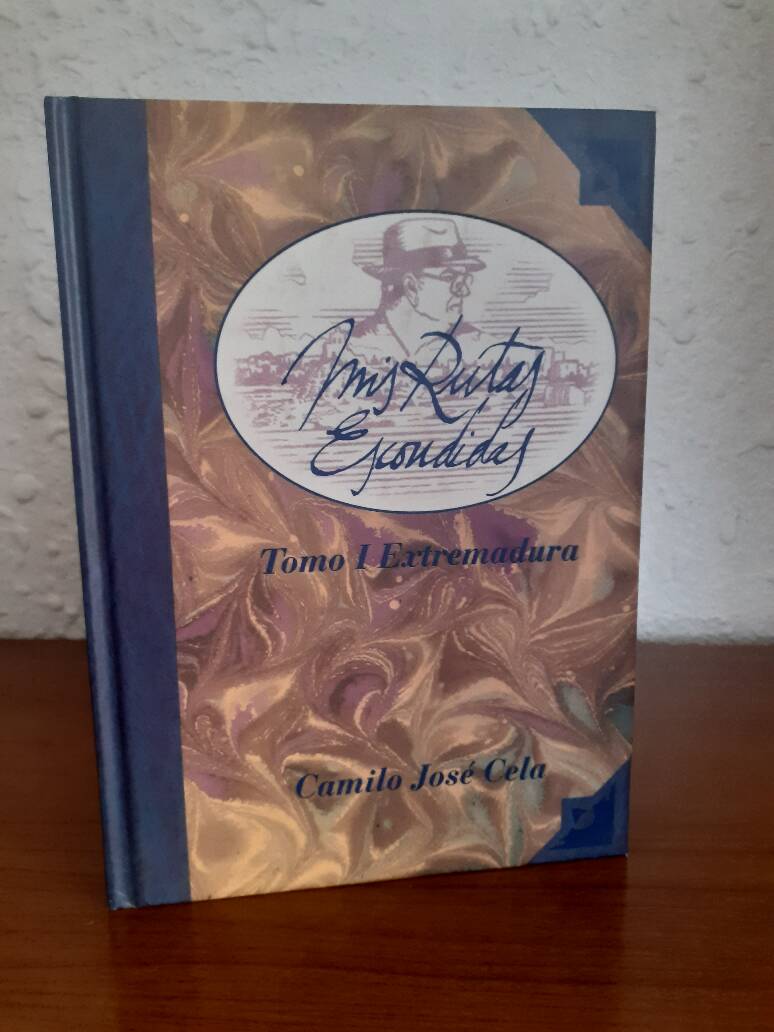 Mis Rutas
Escondidas
Tomo I Extremadura
Camilo José Cela